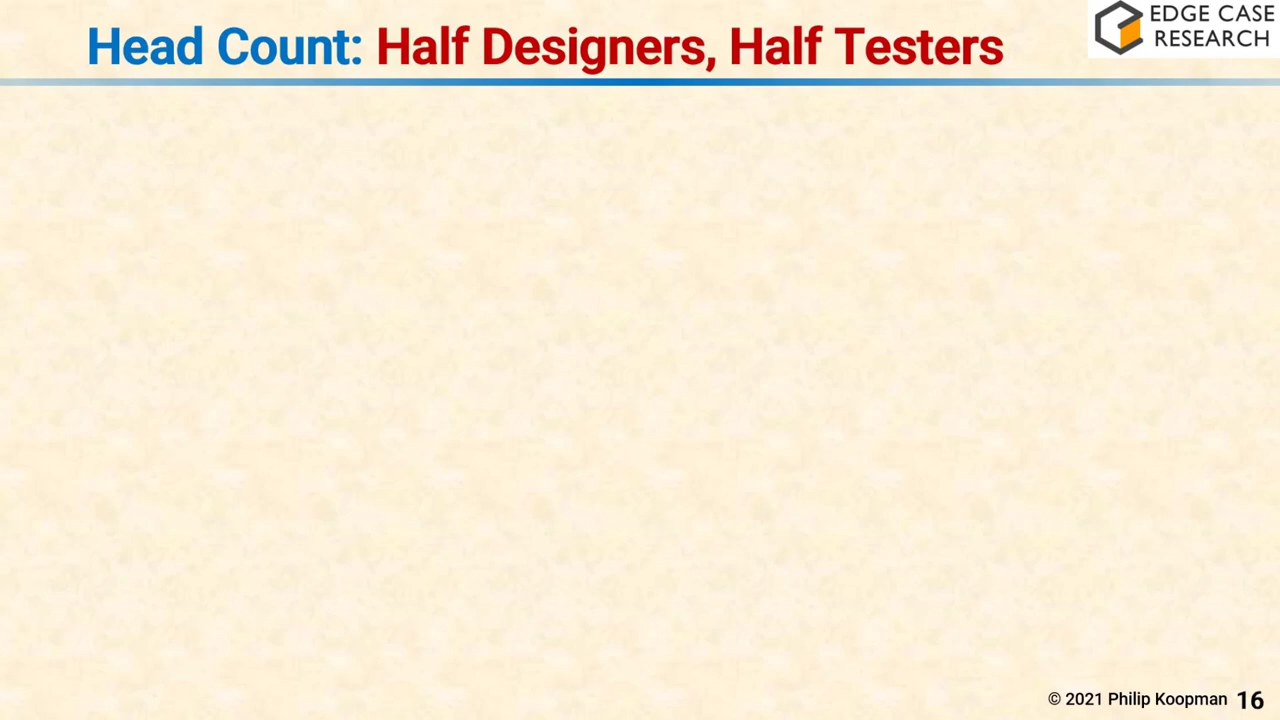 Head Count: Half Designers, Half Testers
EDGE CASE
RESEARCH
© 2021 Philip Koopman 16